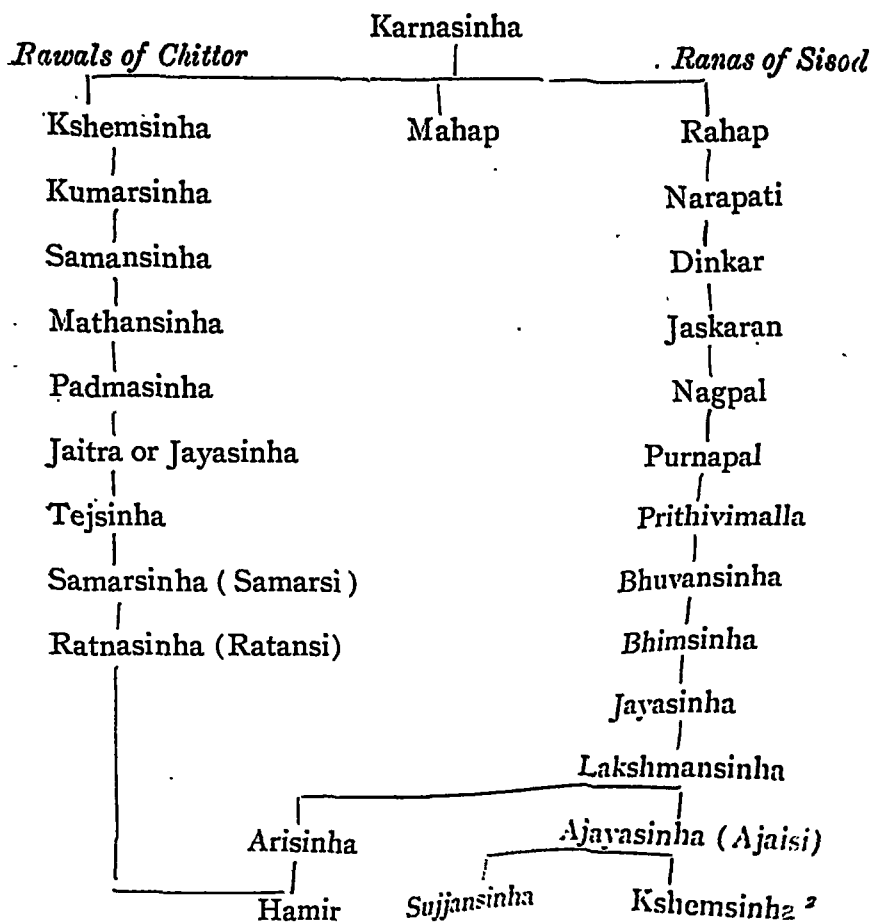 Karnasinha
Rawals of Chittor Ranas of Sisod
Kshemsinha Mahap Rahap
Kumarsinha Narapati
Samansinha Dinkar
Mathansinha Jaskaran
Padmasinha Nagpal
Jaitra or Jayasinha Purnapal
Tejsinha Prithivimalla
Samarsinha (Samarsi) Bhuvansinha
Ratnasinha (Ratansi) Bhimsinha
Jayasinha
Lakshmansinha
Arisinha Ajayasinha (Ajaisi)
Hamir Sujjansinha Kshemsinha ²